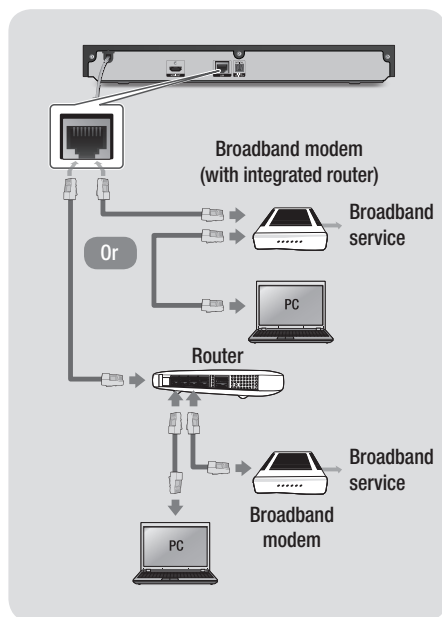 Broadband modem
(with integrated router)
Broadband
service
Or
PC
Router
Broadband
service
Broadband
modem
PC